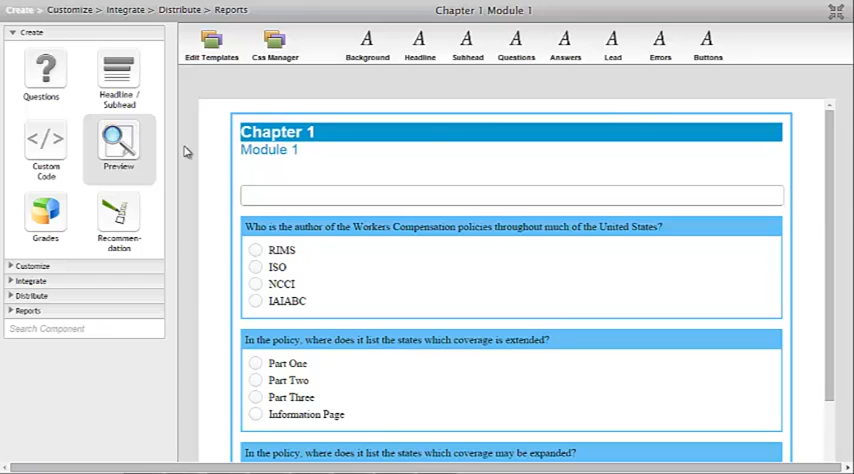 Create > Customize > Integrate > Distribute > Reports
Chapter 1 Module 1
Create
Questions
Headline / Subhead
</>
Custom Code
Preview
Grades
Recommen-dation
Customize
Integrate
Distribute
Reports
Search Component
Edit Templates
Css Manager
A Background
A Headline
A Subhead
A Questions
A Answers
A Lead
A Errors
A Buttons
Chapter 1
Module 1
Who is the author of the Workers Compensation policies throughout much of the United States?
RIMS
ISO
NCCI
IAIABC
In the policy, where does it list the states which coverage is extended?
Part One
Part Two
Part Three
Information Page
In the policy, where does it list the states which coverage may be expanded?